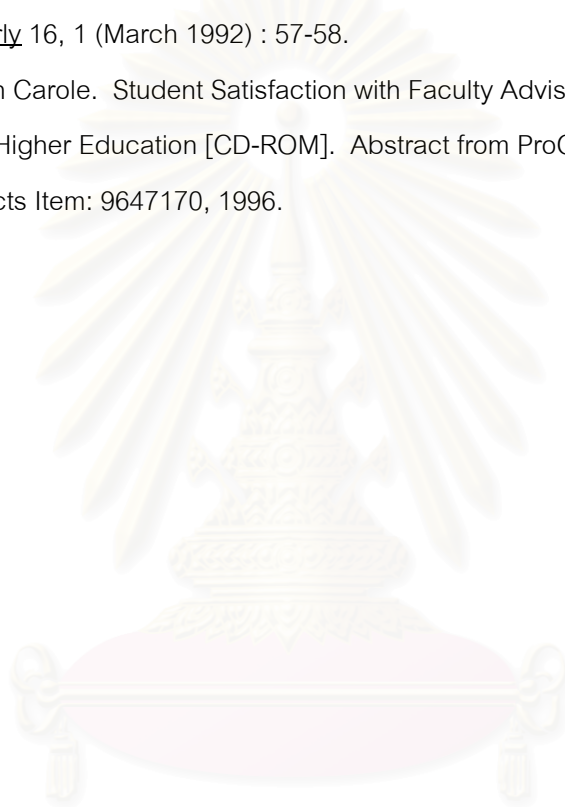 rly 16, 1 (March 1992) : 57-58.
n Carole. Student Satisfaction with Faculty Advis
Higher Education [CD-ROM]. Abstract from Pro
cts Item: 9647170, 1996.